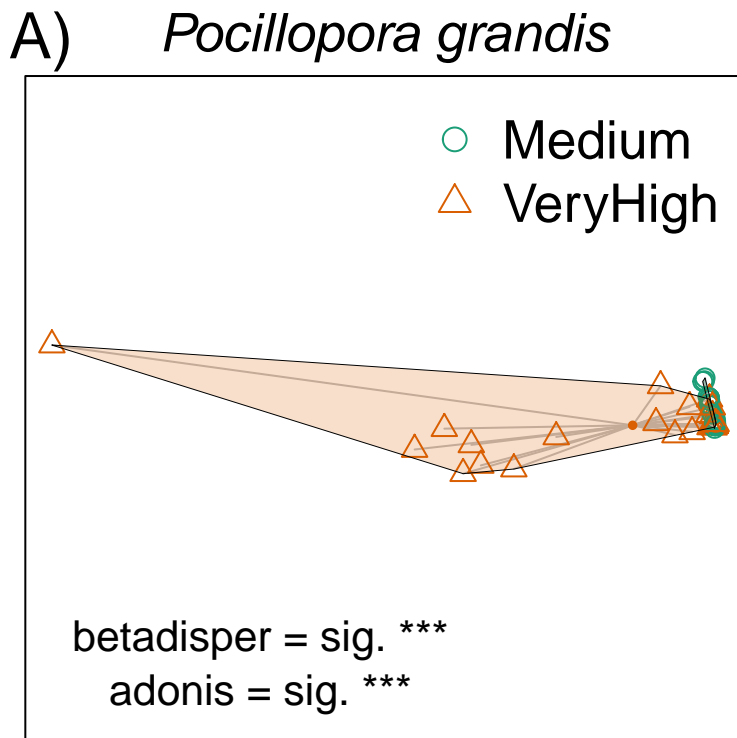 A) Pocillopora grandis
Medium
VeryHigh
betadisper = sig. ***
adonis = sig. ***